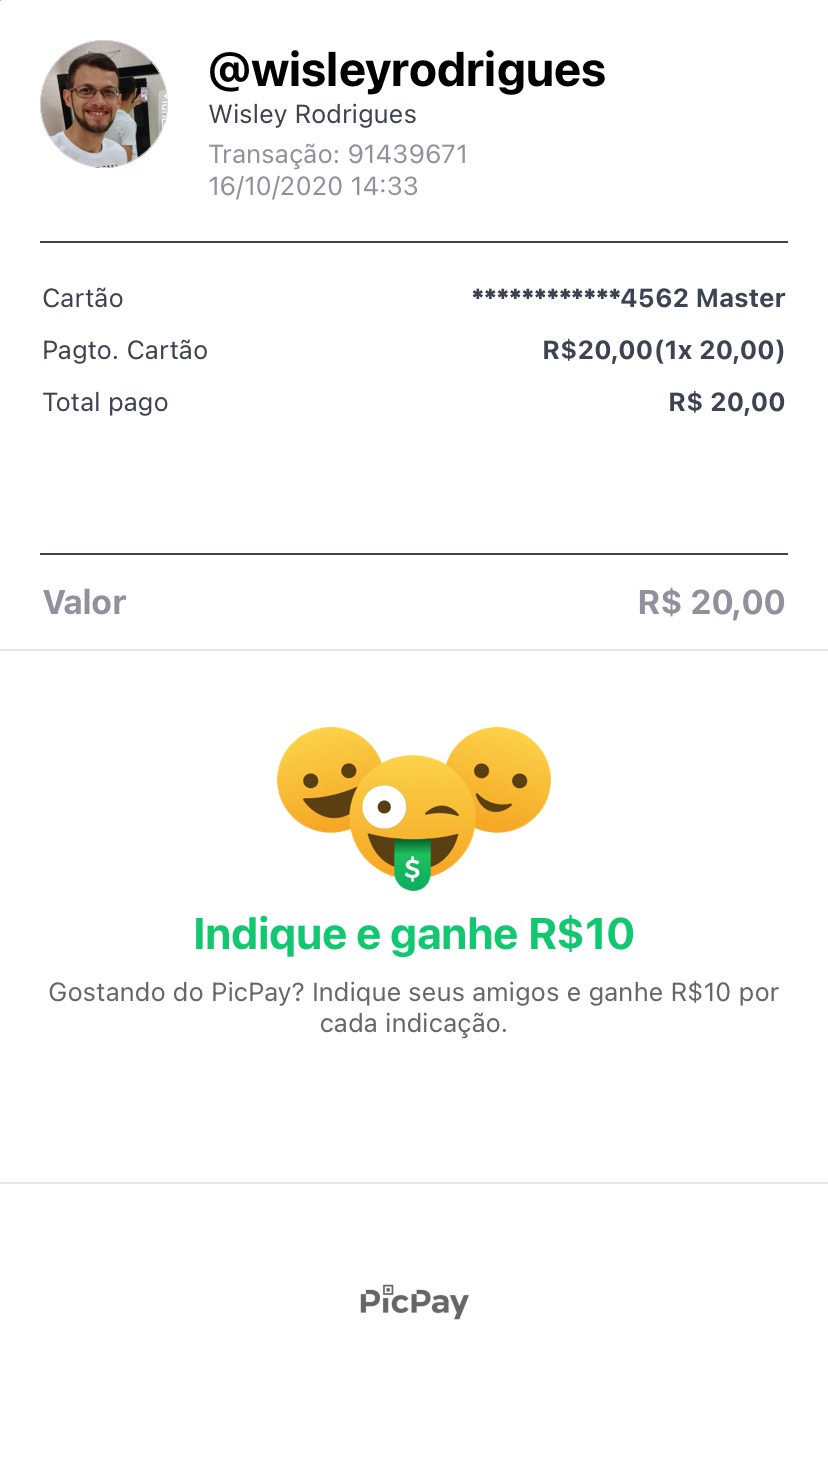 @wisleyrodrigues
Wisley Rodrigues
Transação: 91439671
16/10/2020 14:33
Cartão ************4562 Master
Pagto. Cartão R$20,00(1x 20,00)
Total pago R$ 20,00
Valor R$ 20,00
$
Indique e ganhe R$10
Gostando do PicPay? Indique seus amigos e ganhe R$10 por
cada indicação.
PicPay